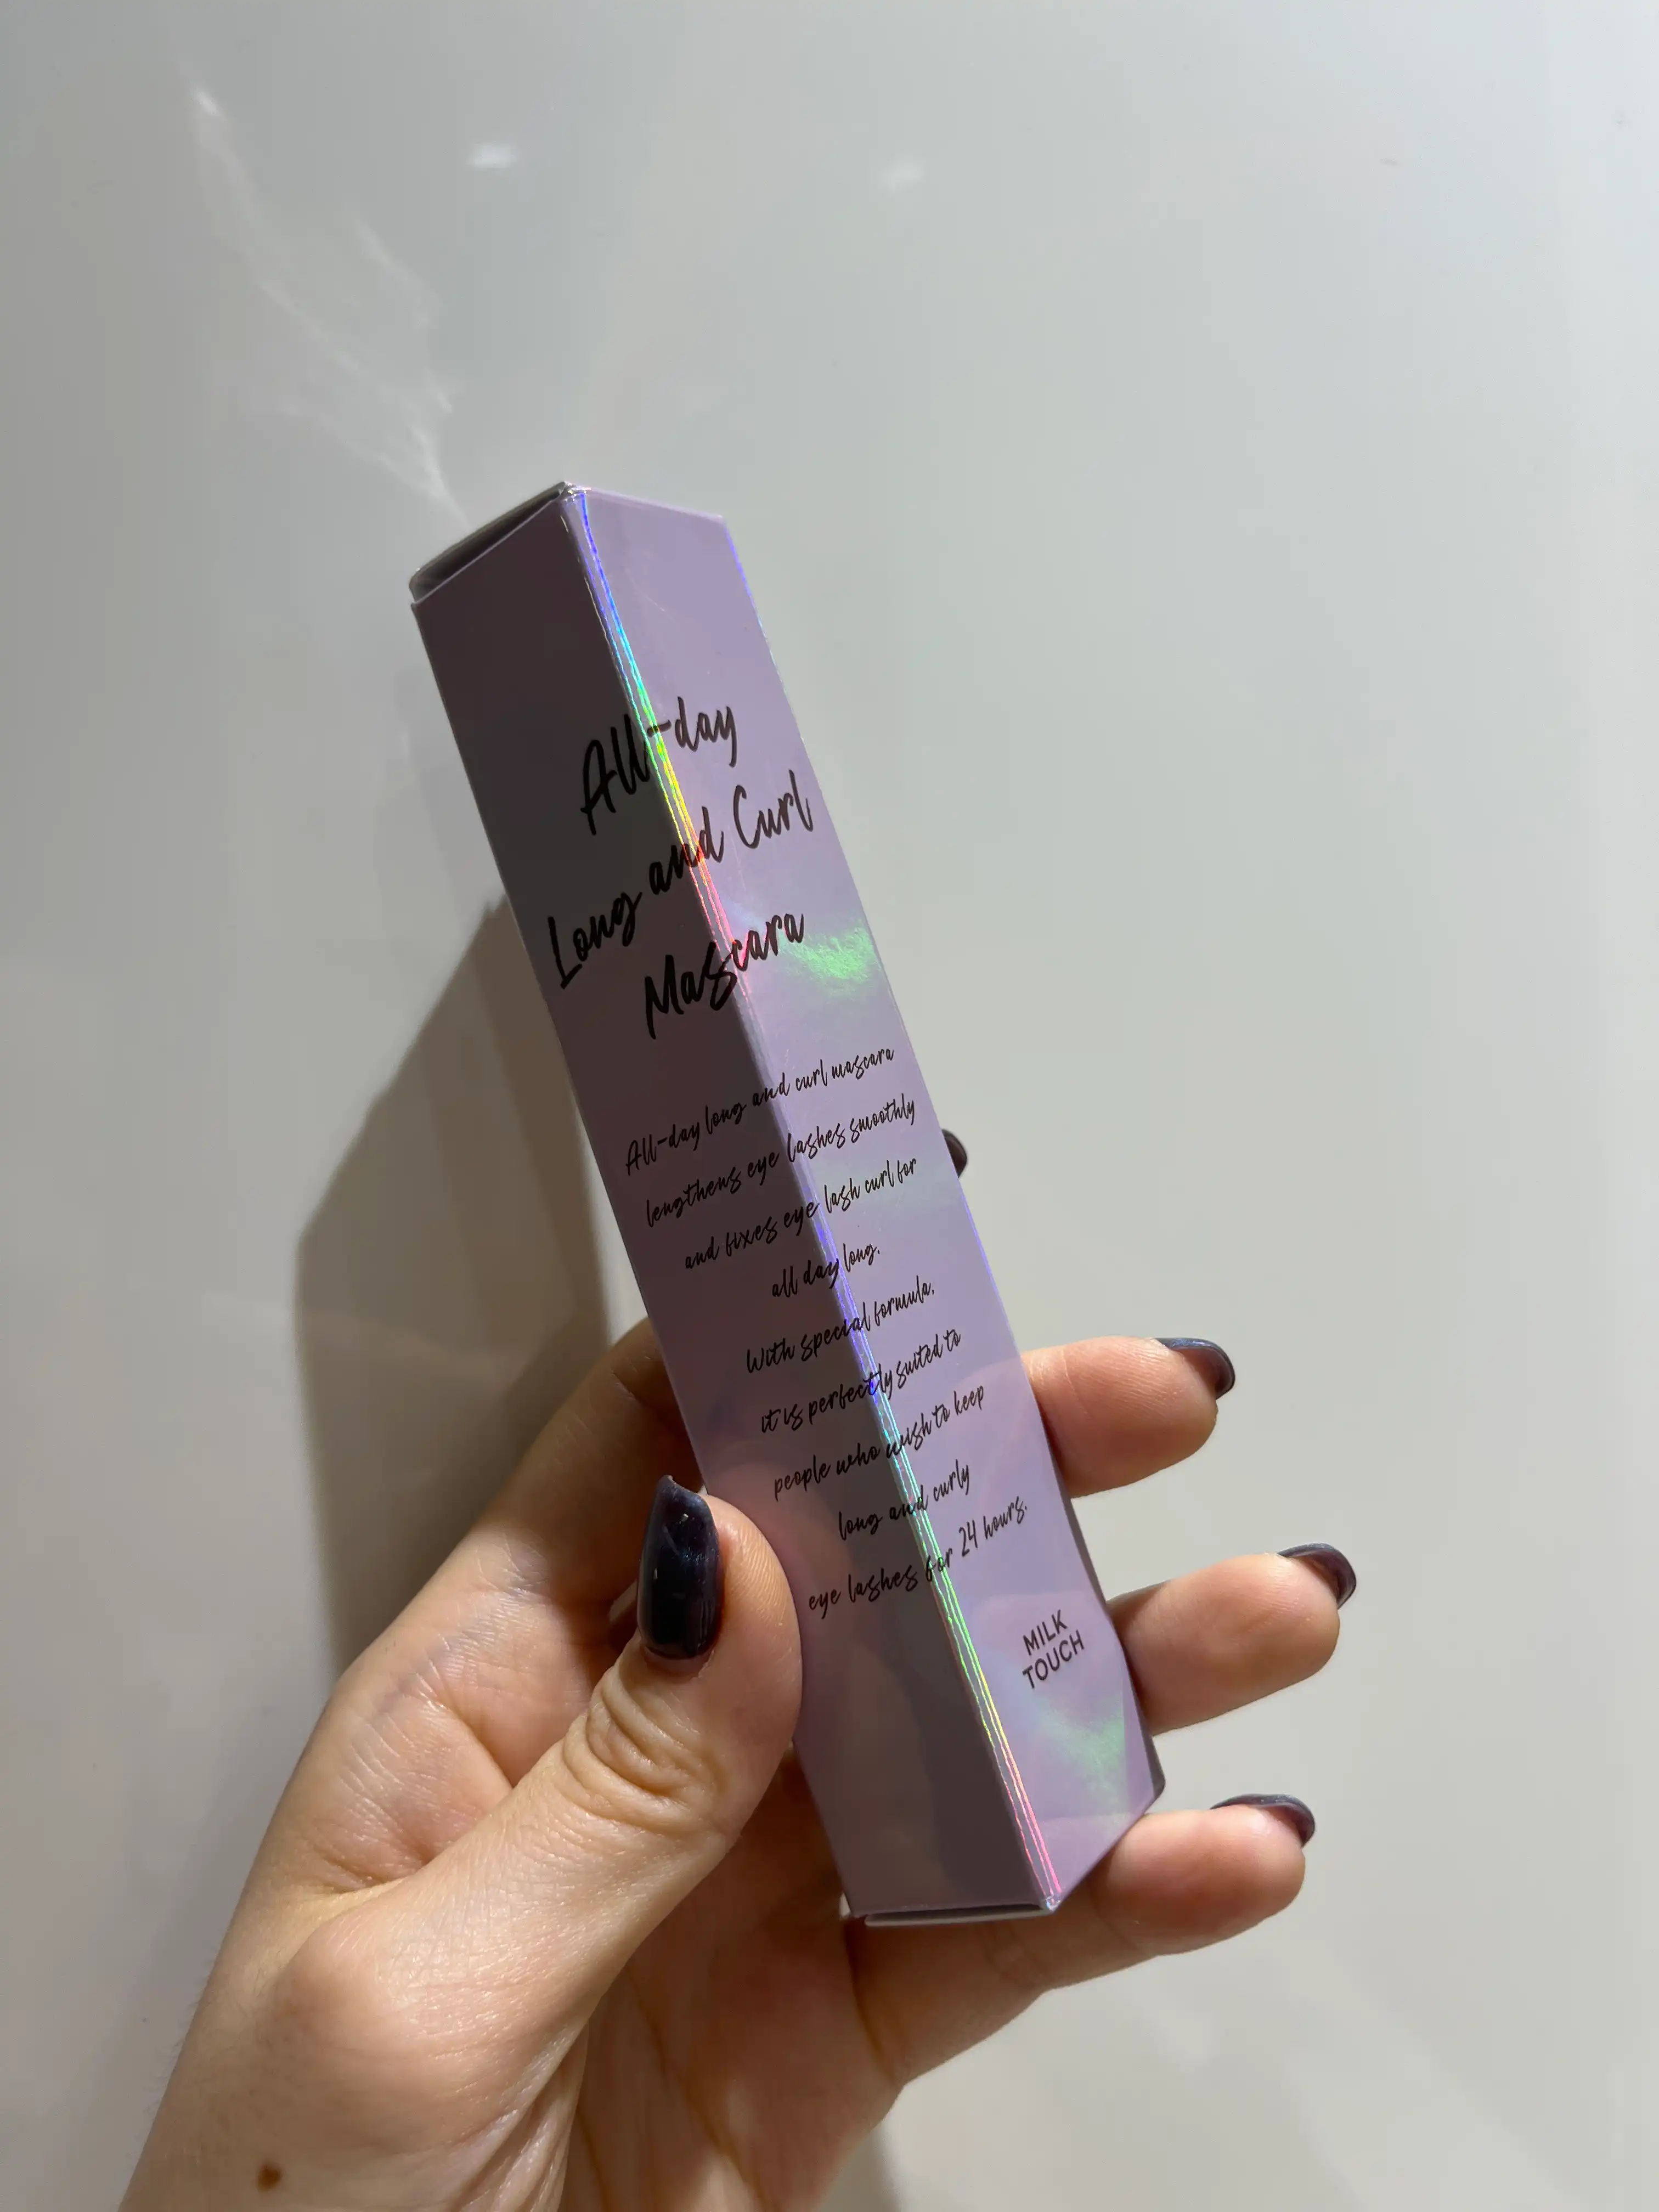 All-day
Long and Curl
Mascara
All-day long and curl mascara
lengthens eye lashes smoothly
and fixes eye lash curl for
all day long.
With special formula,
it is perfectly suited to
people who wish to keep
long and curly
eye lashes for 24 hours.
MILK
TOUCH